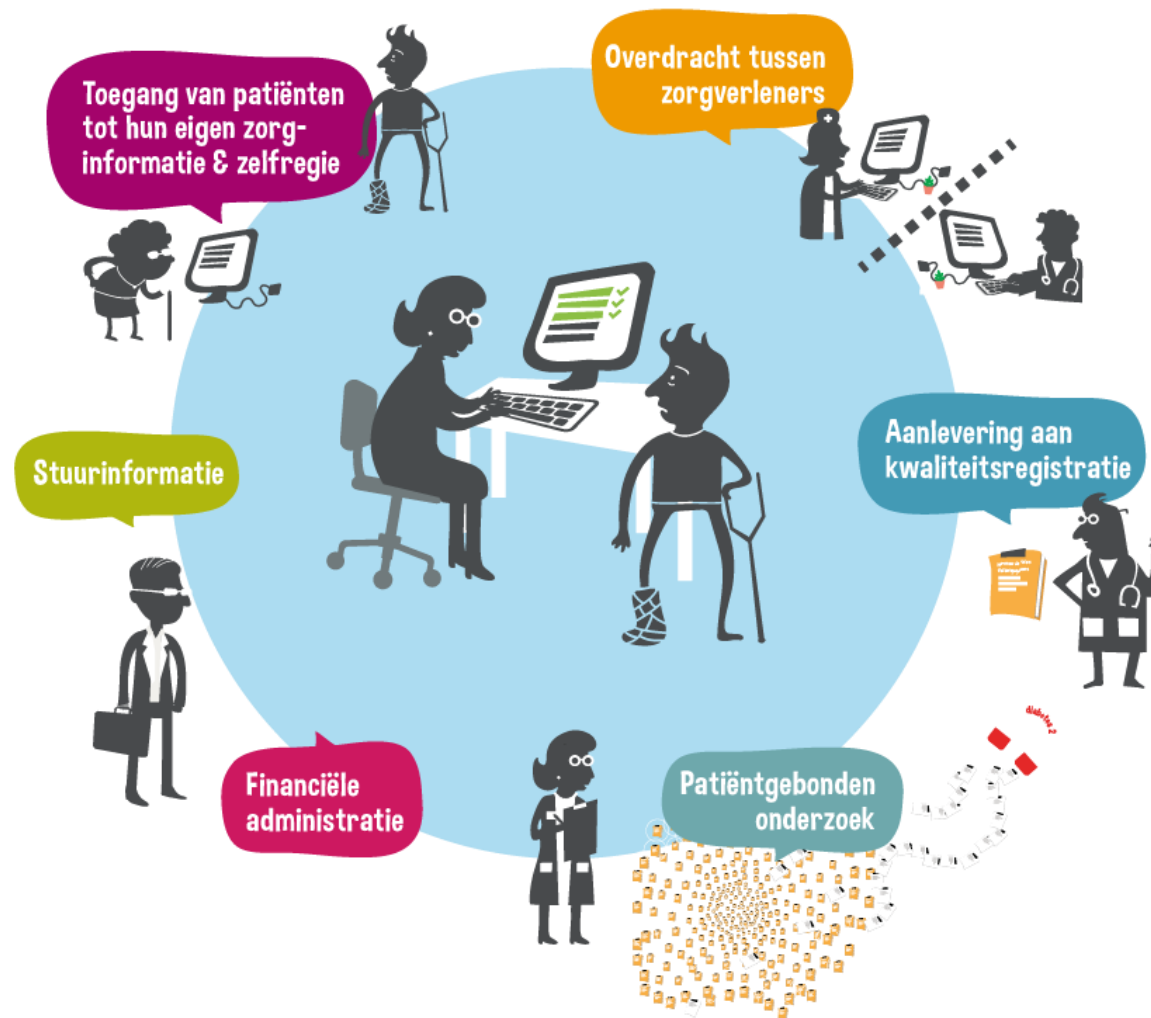 Toegang van patiënten
tot hun eigen zorg-
informatie & zelfregie
Overdracht tussen
zorgverleners
Aanlevering aan
kwaliteitsregistratie
Stuurinformatie
Financiële
administratie
Patiëntgebonden
onderzoek
diabetes 2